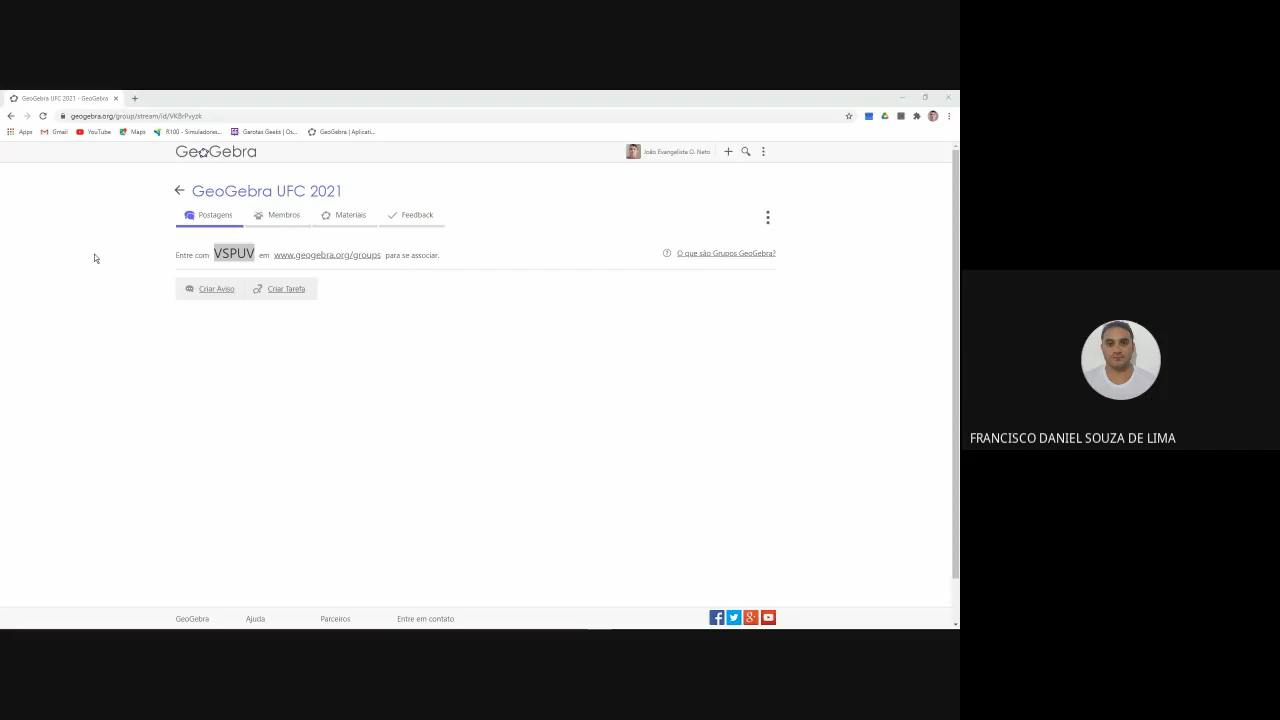 GeoGebra UFC 2021 - GeoGebra
geogebra.org/group/stream/id/VKBrPvyzk
Apps Gmail YouTube Maps R100 - Simuladores... Garotas Geeks | Os... GeoGebra | Aplicati...
GeoGebra
João Evangelista O. Neto
GeoGebra UFC 2021
Postagens Membros Materiais Feedback
Entre com VSPUV em www.geogebra.org/groups para se associar.
O que são Grupos GeoGebra?
Criar Aviso Criar Tarefa
GeoGebra Ajuda Parceiros Entre em contato
FRANCISCO DANIEL SOUZA DE LIMA